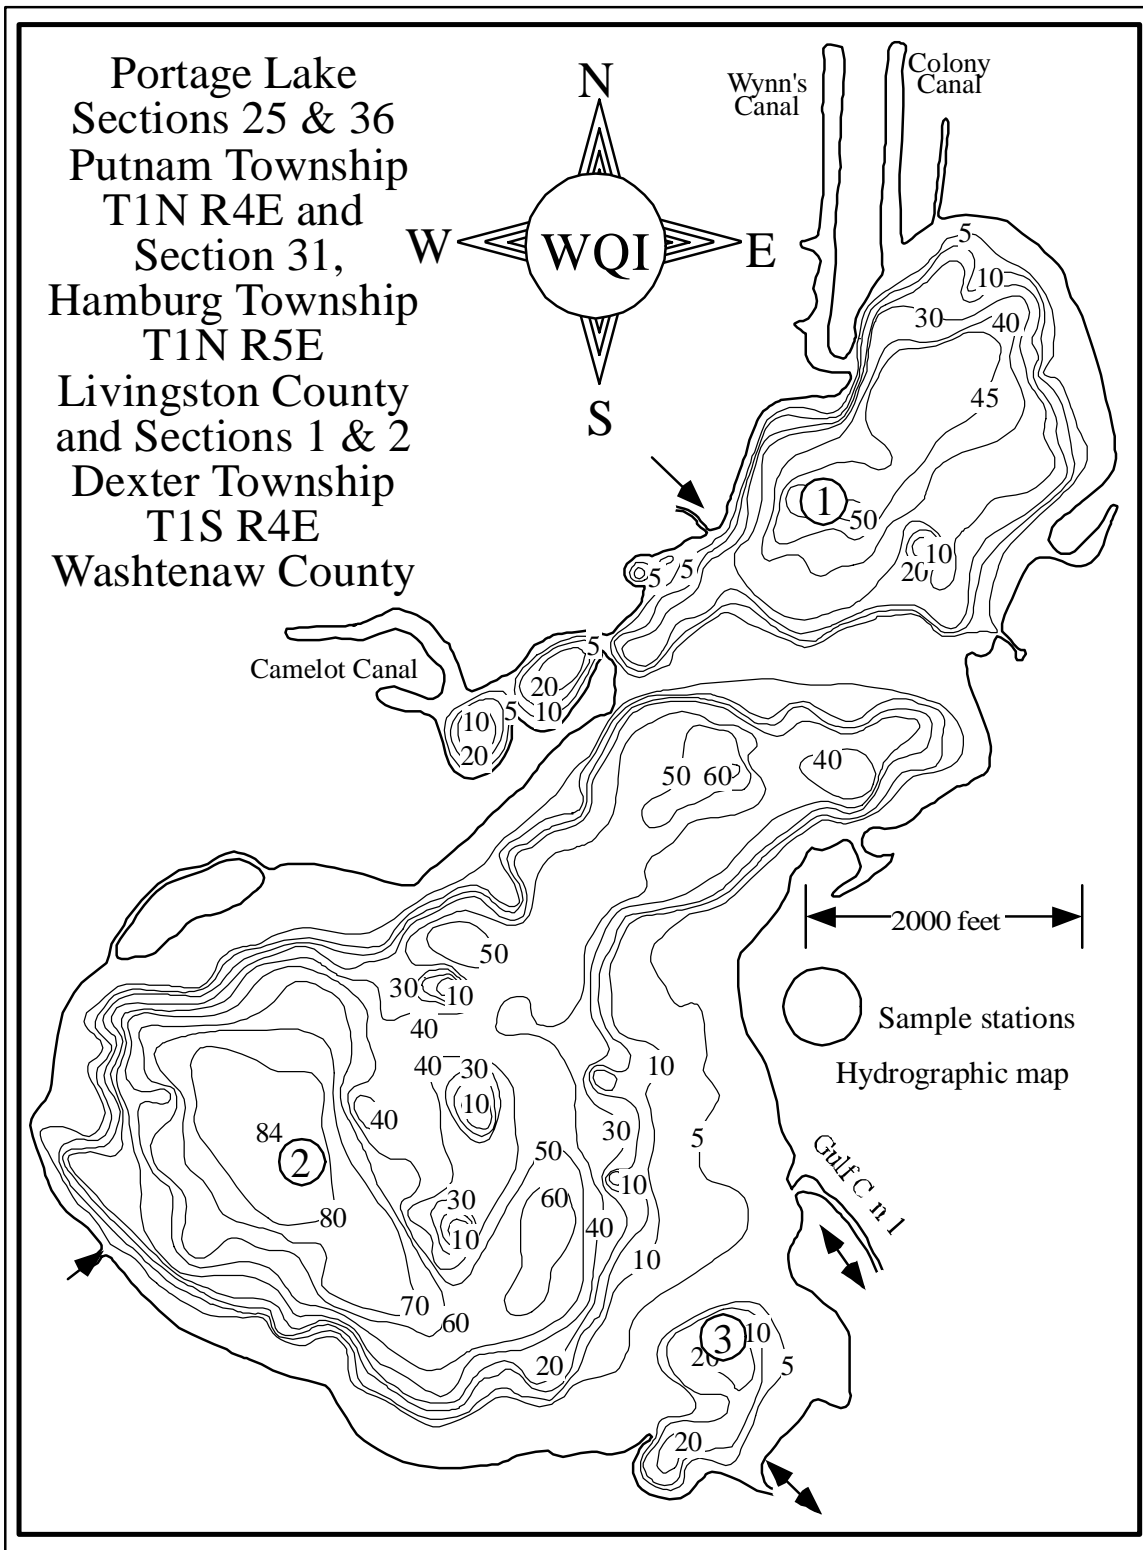 Portage Lake
Sections 25 & 36
Putnam Township
T1N R4E and
Section 31,
Hamburg Township
T1N R5E
Livingston County
and Sections 1 & 2
Dexter Township
T1S R4E
Washtenaw County
N
W WQI E
S
Wynn's
Canal
Colony
Canal
5
10
30 40
45
1
50
10
20
5 5
Camelot Canal
5
20
10
5
10
20
50 60
40
2000 feet
50
30 10
40
Sample stations
Hydrographic map
40 30
10
10
40
30
5
84
2
50
10
30
60
10
80
40
10
70
60
3 10
20
5
20
20
Gulf C n l